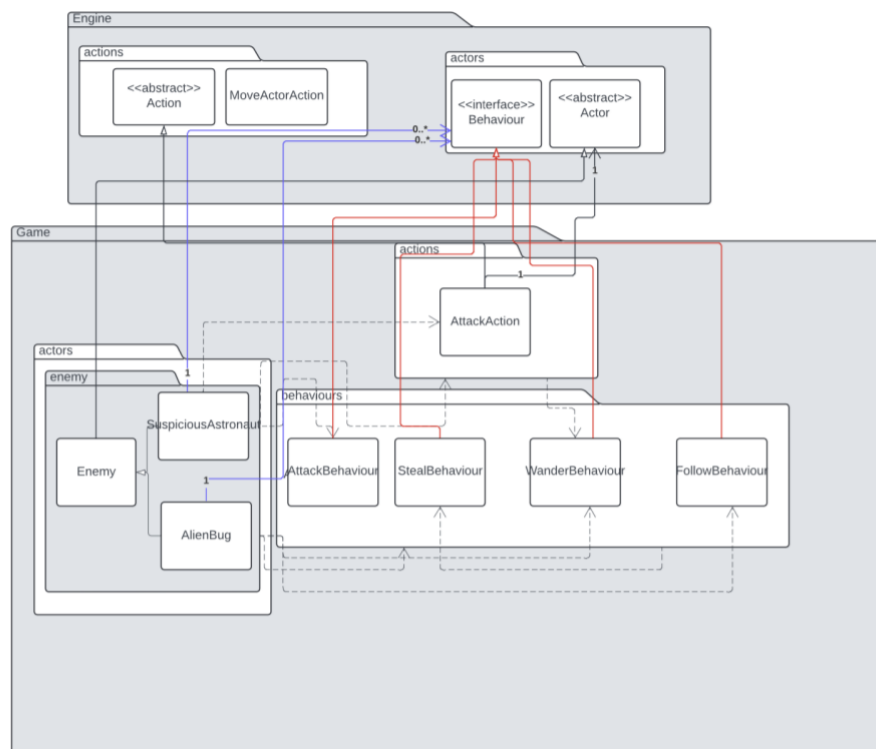 Engine
actions
<<abstract>>
Action
MoveActorAction
actors
<<interface>>
Behaviour
<<abstract>>
Actor
0..*
0..*
1
Game
actions
1
AttackAction
actors
enemy
1
SuspiciousAstronaut
Enemy
1
AlienBug
behaviours
AttackBehaviour
StealBehaviour
WanderBehaviour
FollowBehaviour